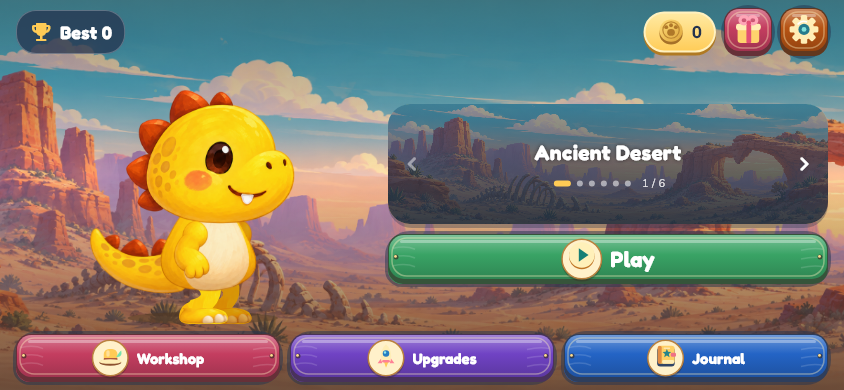 Best 0
0
Ancient Desert
1 / 6
Play
Workshop
Upgrades
Journal